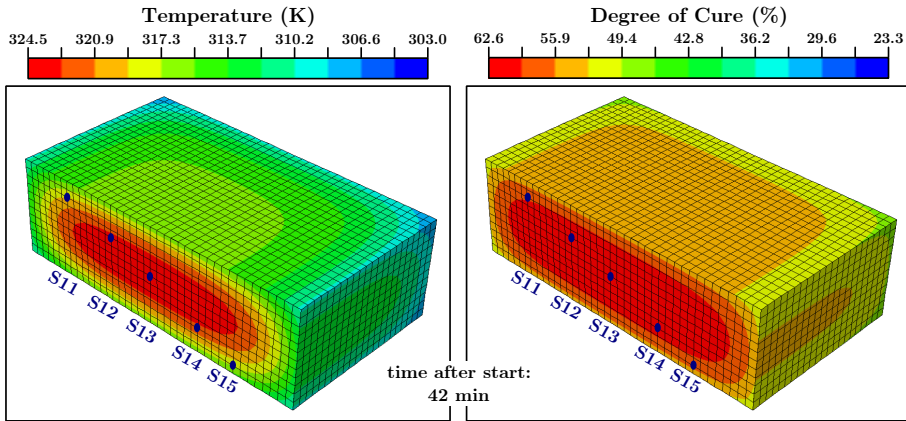 Temperature (K)
324.5 320.9 317.3 313.7 310.2 306.6 303.0
S11
S12
S13
S14
S15
Degree of Cure (%)
62.6 55.9 49.4 42.8 36.2 29.6 23.3
S11
S12
S13
S14
S15
time after start:
42 min